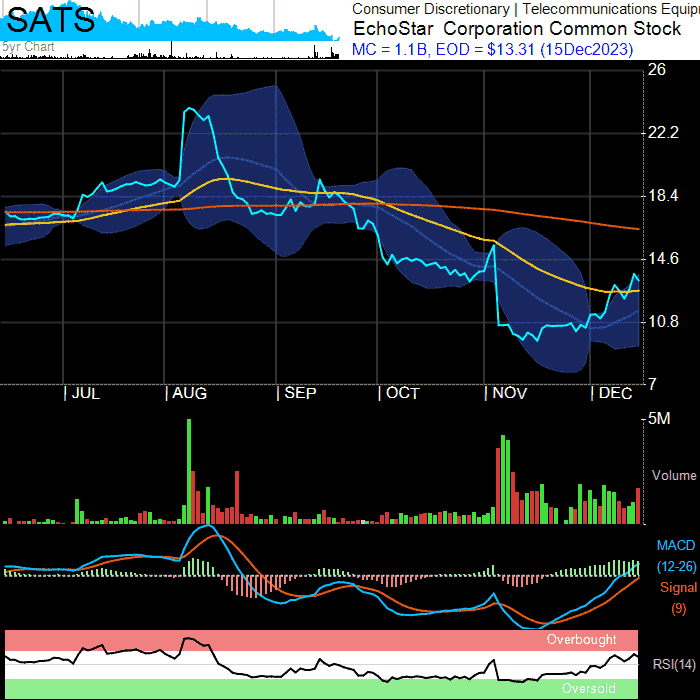 SATS
5yr Chart
Consumer Discretionary | Telecommunications Equip
EchoStar Corporation Common Stock
MC = 1.1B, EOD = $13.31 (15Dec2023)
26
22.2
18.4
14.6
10.8
7
| JUL | AUG | SEP | OCT | NOV | DEC
5M
Volume
MACD
(12-26)
Signal
(9)
Overbought
RSI(14)
Oversold